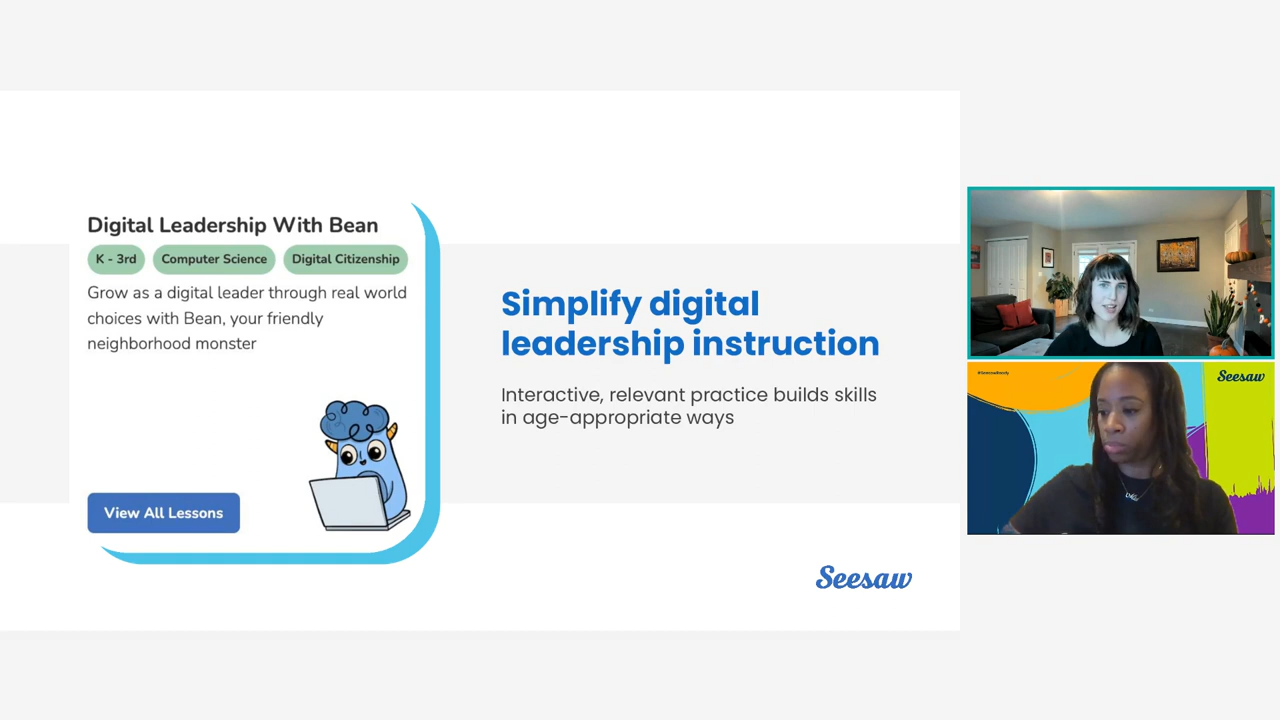 Digital Leadership With Bean
K - 3rd
Computer Science
Digital Citizenship
Grow as a digital leader through real world
choices with Bean, your friendly
neighborhood monster
View All Lessons
Simplify digital
leadership instruction
Interactive, relevant practice builds skills
in age-appropriate ways
Seesaw
Seesaw